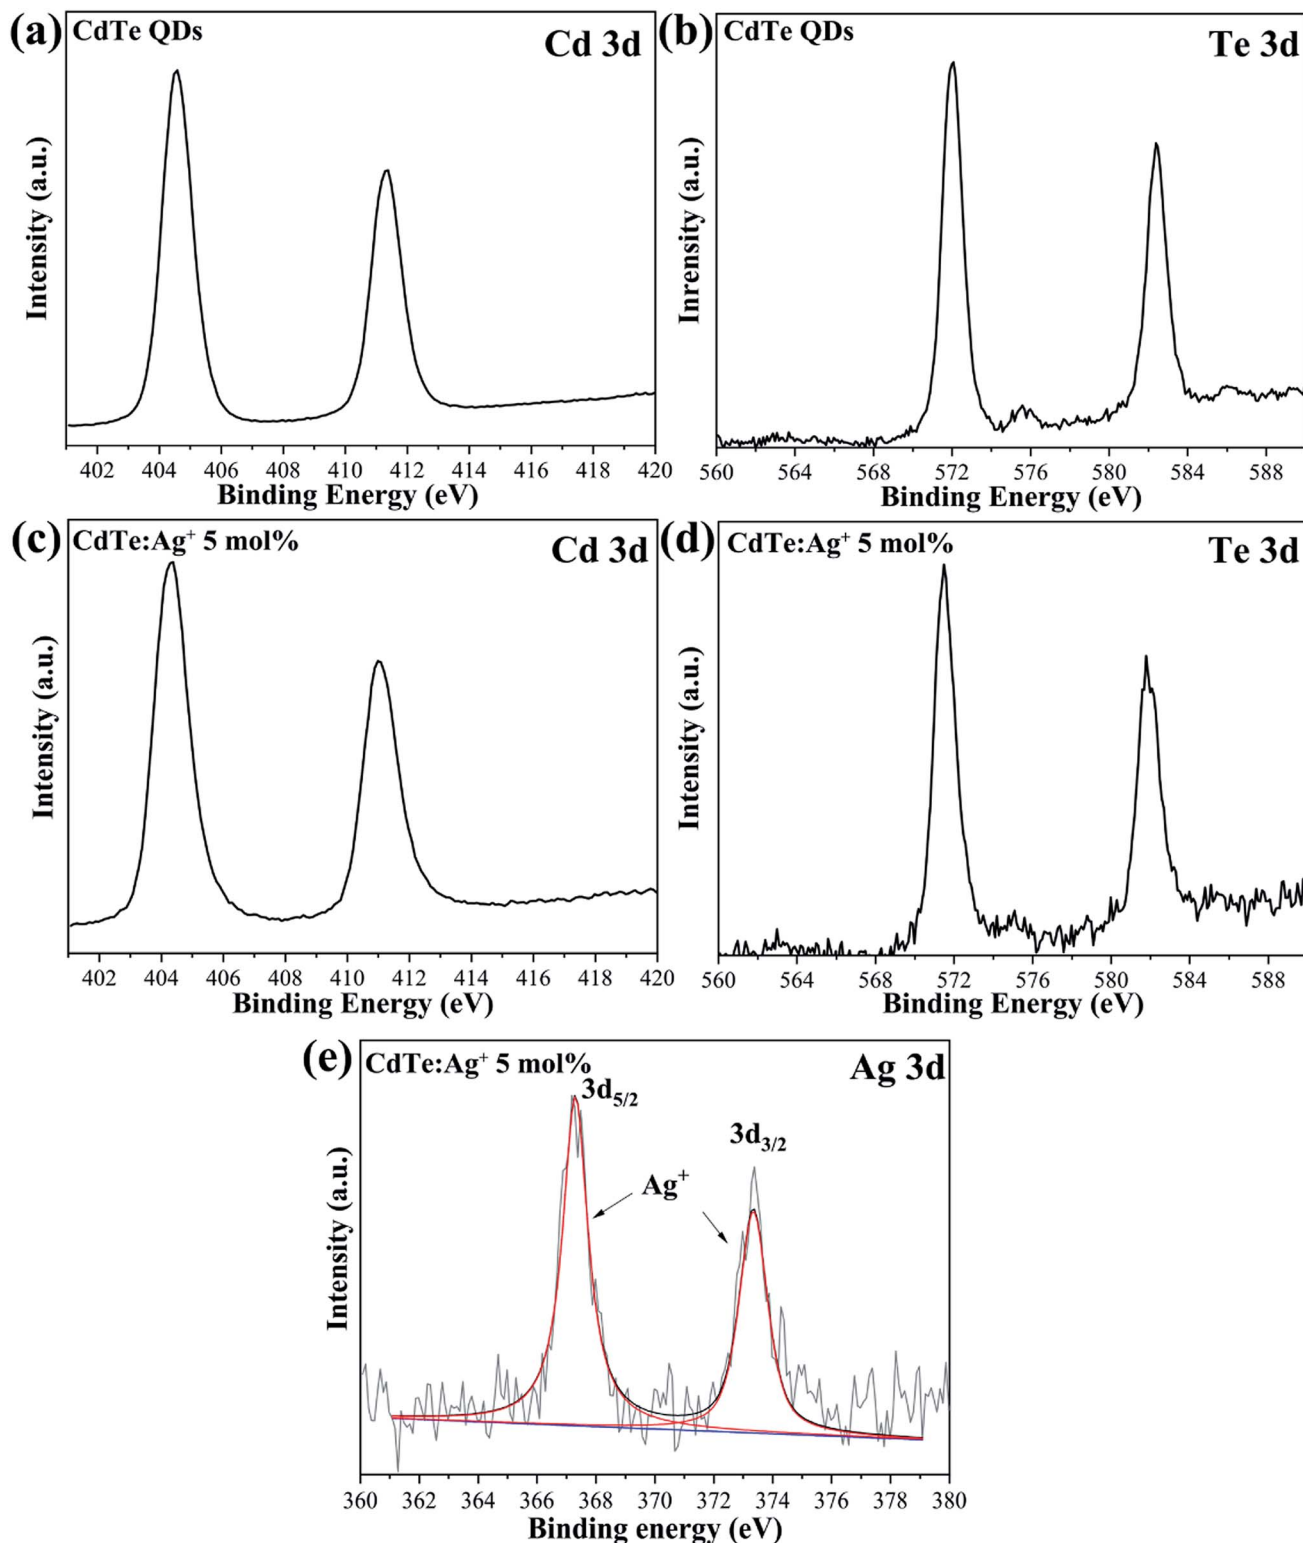 (a)
CdTe QDs
Cd 3d
Intensity (a.u.)
402 404 406 408 410 412 414 416 418 420
Binding Energy (eV)
(b)
CdTe QDs
Te 3d
Inrensity (a.u.)
560 564 568 572 576 580 584 588
Binding Energy (eV)
(c)
CdTe:Ag⁺ 5 mol%
Cd 3d
Intensity (a.u.)
402 404 406 408 410 412 414 416 418 420
Binding Energy (eV)
(d)
CdTe:Ag⁺ 5 mol%
Te 3d
Intensity (a.u.)
560 564 568 572 576 580 584 588
Binding Energy (eV)
(e)
CdTe:Ag⁺ 5 mol%
Ag 3d
3d5/2
3d3/2
Ag⁺
Intensity (a.u.)
360 362 364 366 368 370 372 374 376 378 380
Binding energy (eV)